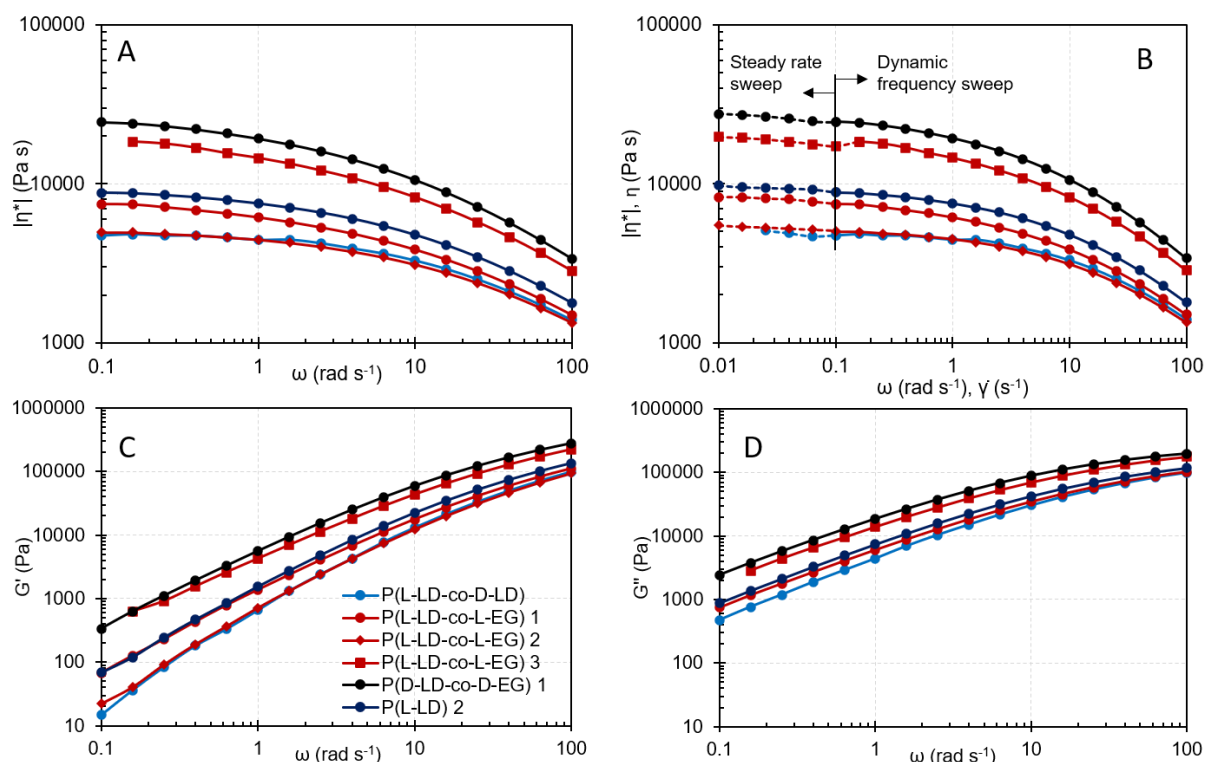 100000
10000
1000
|η*| (Pa s)
A
0.1
1
10
100
ω (rad s-1)
100000
10000
1000
|η*|, η (Pa s)
B
Steady rate
sweep
Dynamic
frequency sweep
0.01
0.1
1
10
100
ω (rad s-1), γ̇ (s-1)
1000000
100000
10000
1000
100
10
G' (Pa)
C
P(L-LD-co-D-LD)
P(L-LD-co-L-EG) 1
P(L-LD-co-L-EG) 2
P(L-LD-co-L-EG) 3
P(D-LD-co-D-EG) 1
P(L-LD) 2
0.1
1
10
100
ω (rad s-1)
1000000
100000
10000
1000
100
10
G'' (Pa)
D
0.1
1
10
100
ω (rad s-1)